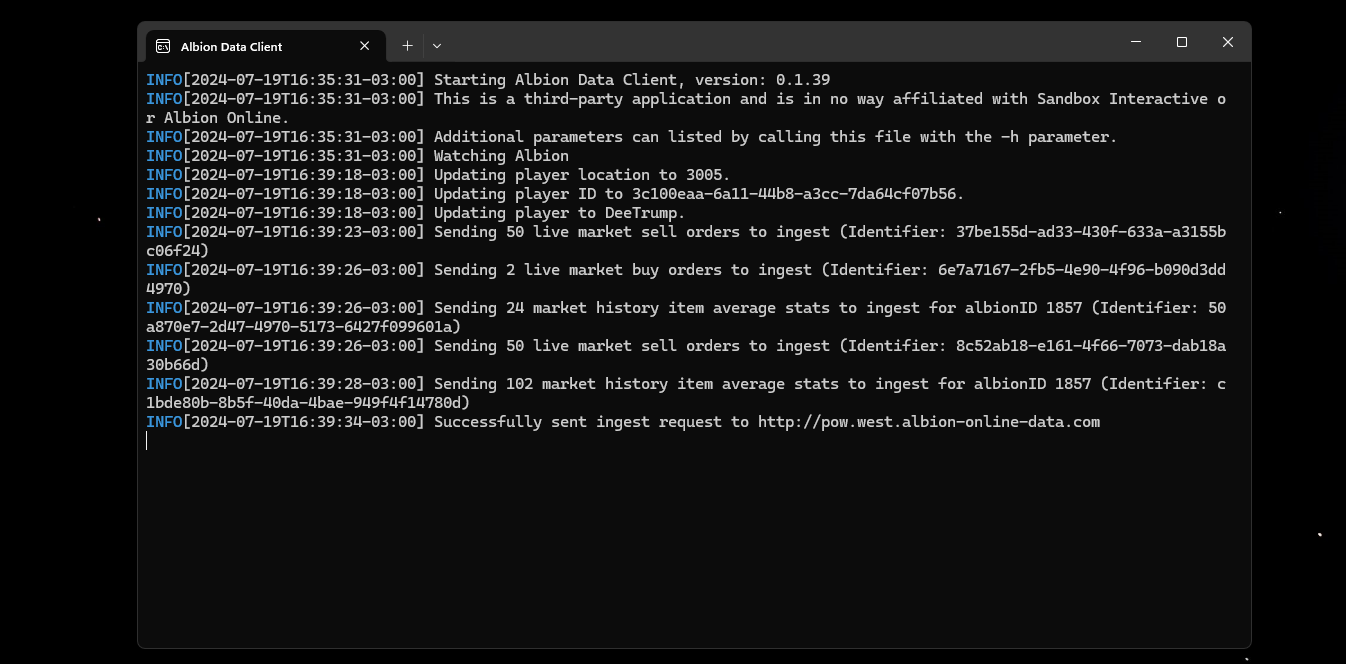 Albion Data Client
INFO[2024-07-19T16:35:31-03:00] Starting Albion Data Client, version: 0.1.39
INFO[2024-07-19T16:35:31-03:00] This is a third-party application and is in no way affiliated with Sandbox Interactive o
r Albion Online.
INFO[2024-07-19T16:35:31-03:00] Additional parameters can listed by calling this file with the -h parameter.
INFO[2024-07-19T16:35:31-03:00] Watching Albion
INFO[2024-07-19T16:39:18-03:00] Updating player location to 3005.
INFO[2024-07-19T16:39:18-03:00] Updating player ID to 3c100eaa-6a11-44b8-a3cc-7da64cf07b56.
INFO[2024-07-19T16:39:18-03:00] Updating player to DeeTrump.
INFO[2024-07-19T16:39:23-03:00] Sending 50 live market sell orders to ingest (Identifier: 37be155d-ad33-430f-633a-a3155b
c06f24)
INFO[2024-07-19T16:39:26-03:00] Sending 2 live market buy orders to ingest (Identifier: 6e7a7167-2fb5-4e90-4f96-b090d3dd
4970)
INFO[2024-07-19T16:39:26-03:00] Sending 24 market history item average stats to ingest for albionID 1857 (Identifier: 50
a870e7-2d47-4970-5173-6427f099601a)
INFO[2024-07-19T16:39:26-03:00] Sending 50 live market sell orders to ingest (Identifier: 8c52ab18-e161-4f66-7073-dab18a
30b66d)
INFO[2024-07-19T16:39:28-03:00] Sending 102 market history item average stats to ingest for albionID 1857 (Identifier: c
1bde80b-8b5f-40da-4bae-949f4f14780d)
INFO[2024-07-19T16:39:34-03:00] Successfully sent ingest request to http://pow.west.albion-online-data.com